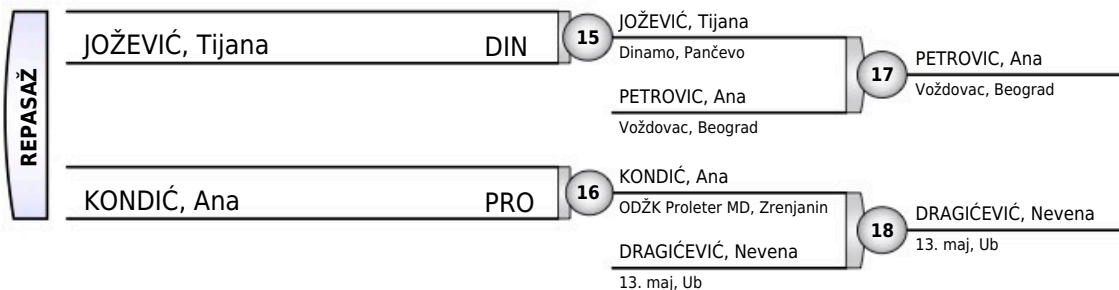 REPASAŽ
JOŽEVIĆ, Tijana DIN
15
JOŽEVIĆ, Tijana
Dinamo, Pančevo
PETROVIC, Ana
Voždovac, Beograd
17
PETROVIC, Ana
Voždovac, Beograd
KONDIĆ, Ana PRO
16
KONDIĆ, Ana
ODŽK Proleter MD, Zrenjanin
DRAGIĆEVIĆ, Nevena
13. maj, Ub
18
DRAGIĆEVIĆ, Nevena
13. maj, Ub